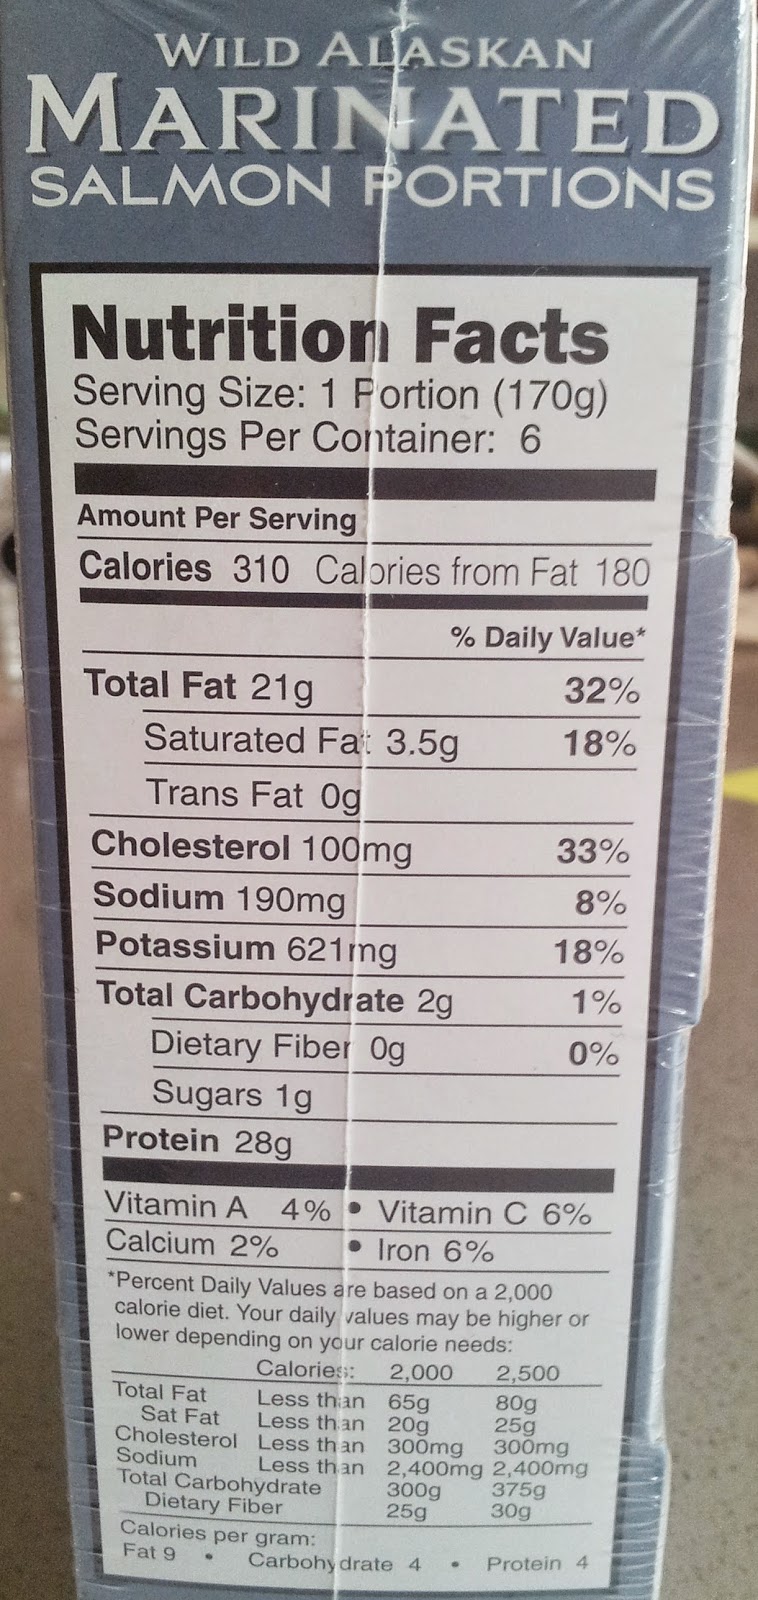 WILD ALASKAN
MARINATED
SALMON PORTIONS
Nutrition Facts
Serving Size: 1 Portion (170g)
Servings Per Container: 6
Amount Per Serving
Calories 310 Calories from Fat 180
% Daily Value*
Total Fat 21g 32%
Saturated Fat 3.5g 18%
Trans Fat 0g
Cholesterol 100mg 33%
Sodium 190mg 8%
Potassium 621mg 18%
Total Carbohydrate 2g 1%
Dietary Fiber 0g 0%
Sugars 1g
Protein 28g
Vitamin A 4% • Vitamin C 6%
Calcium 2% • Iron 6%
*Percent Daily Values are based on a 2,000
calorie diet. Your daily values may be higher or
lower depending on your calorie needs:
Calories: 2,000 2,500
Total Fat Less than 65g 80g
Sat Fat Less than 20g 25g
Cholesterol Less than 300mg 300mg
Sodium Less than 2,400mg 2,400mg
Total Carbohydrate 300g 375g
Dietary Fiber 25g 30g
Calories per gram:
Fat 9 • Carbohydrate 4 • Protein 4